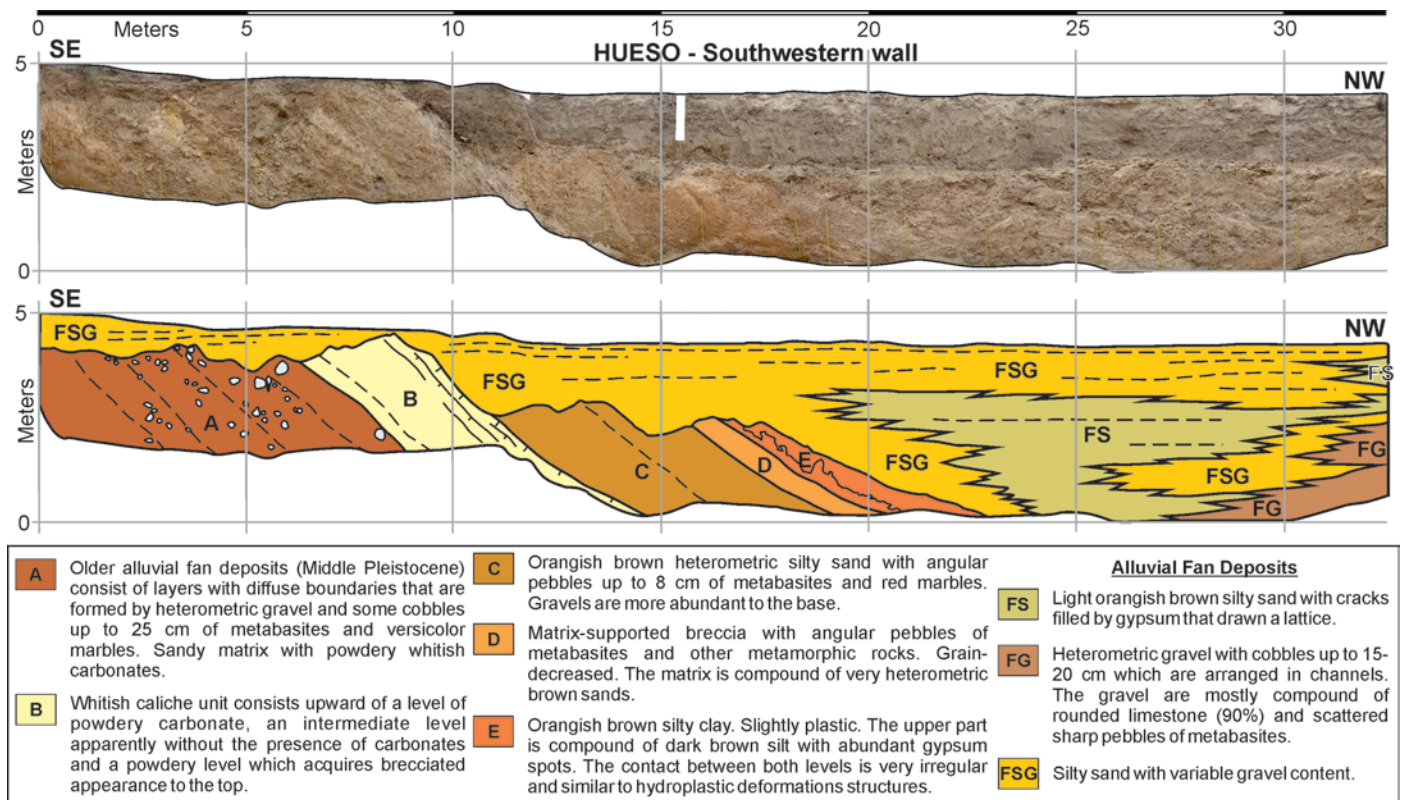 0 5 10 15 20 25 30
Meters
SE
HUESO - Southwestern wall
5
NW
Meters
0
SE
5
NW
FSG
FSG
FSG
FS
B
A
FS
C
E
D
FSG
FSG
FG
FG
Meters
0
A
Older alluvial fan deposits (Middle Pleistocene)
consist of layers with diffuse boundaries that are
formed by heterometric gravel and some cobbles
up to 25 cm of metabasites and versicolor
marbles. Sandy matrix with powdery whitish
carbonates.
B
Whitish caliche unit consists upward of a level of
powdery carbonate, an intermediate level
apparently without the presence of carbonates
and a powdery level which acquires brecciated
appearance to the top.
C
Orangish brown heterometric silty sand with angular
pebbles up to 8 cm of metabasites and red marbles.
Gravels are more abundant to the base.
D
Matrix-supported breccia with angular pebbles of
metabasites and other metamorphic rocks. Grain-
decreased. The matrix is compound of very heterometric
brown sands.
E
Orangish brown silty clay. Slightly plastic. The upper part
is compound of dark brown silt with abundant gypsum
spots. The contact between both levels is very irregular
and similar to hydroplastic deformations structures.
Alluvial Fan Deposits
FS
Light orangish brown silty sand with cracks
filled by gypsum that drawn a lattice.
FG
Heterometric gravel with cobbles up to 15-
20 cm which are arranged in channels.
The gravel are mostly compound of
rounded limestone (90%) and scattered
sharp pebbles of metabasites.
FSG
Silty sand with variable gravel content.